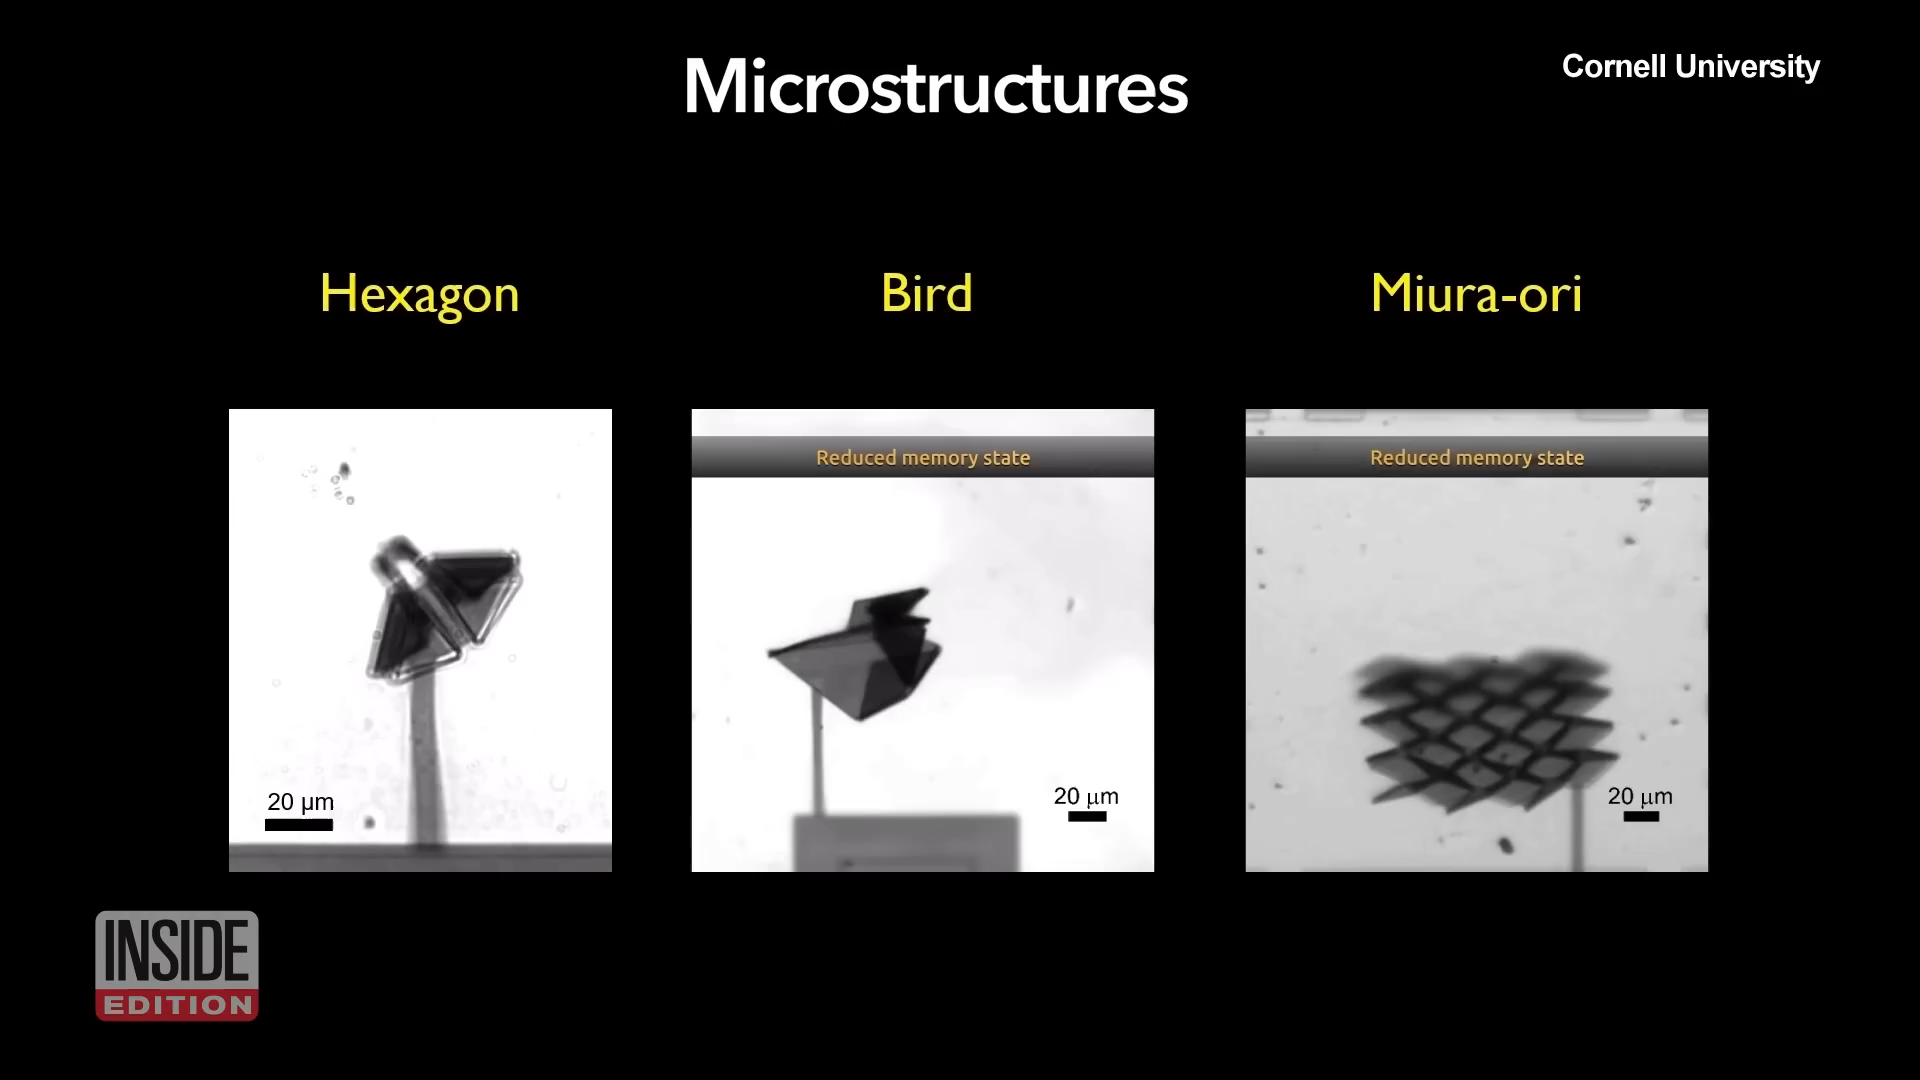 Microstructures
Cornell University
Hexagon
Bird
Miura-ori
Reduced memory state
Reduced memory state
20 µm
20 µm
20 µm
INSIDE
EDITION